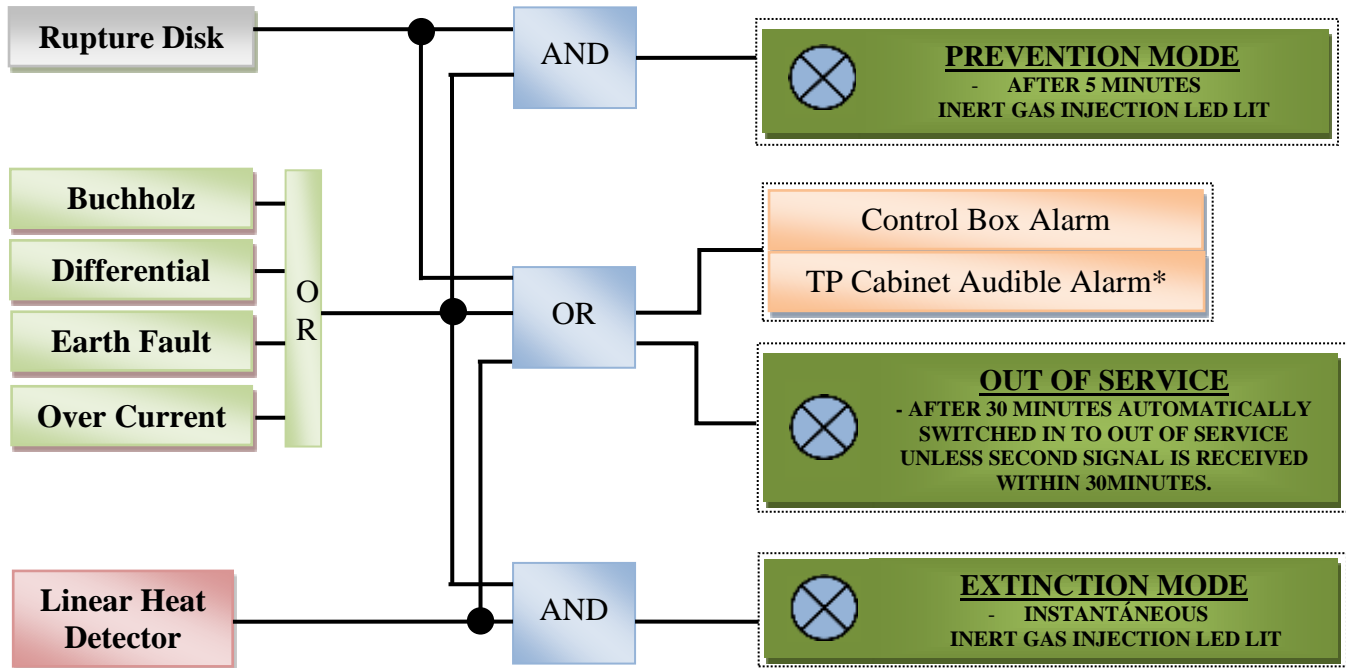 Rupture Disk
AND
PREVENTION MODE
- AFTER 5 MINUTES
INERT GAS INJECTION LED LIT
Buchholz
Differential
Earth Fault
Over Current
O
R
OR
Control Box Alarm
TP Cabinet Audible Alarm*
OUT OF SERVICE
- AFTER 30 MINUTES AUTOMATICALLY
SWITCHED IN TO OUT OF SERVICE
UNLESS SECOND SIGNAL IS RECEIVED
WITHIN 30MINUTES.
Linear Heat
Detector
AND
EXTINCTION MODE
- INSTANTÁNEOUS
INERT GAS INJECTION LED LIT